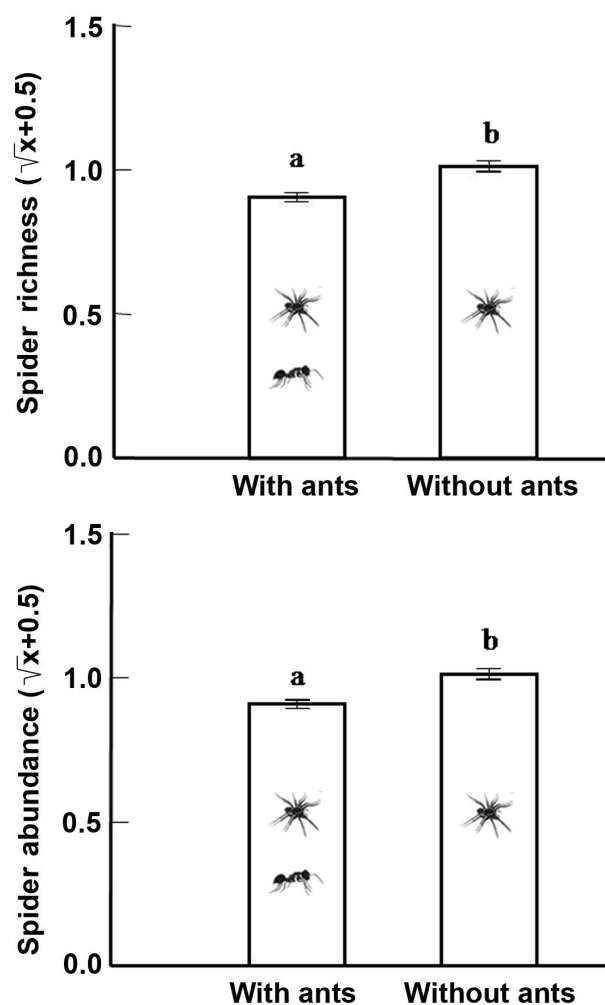 Spider richness (√x+0.5)
1.5
1.0
0.5
0.0
a
b
With ants
Without ants
Spider abundance (√x+0.5)
1.5
1.0
0.5
0.0
a
b
With ants
Without ants